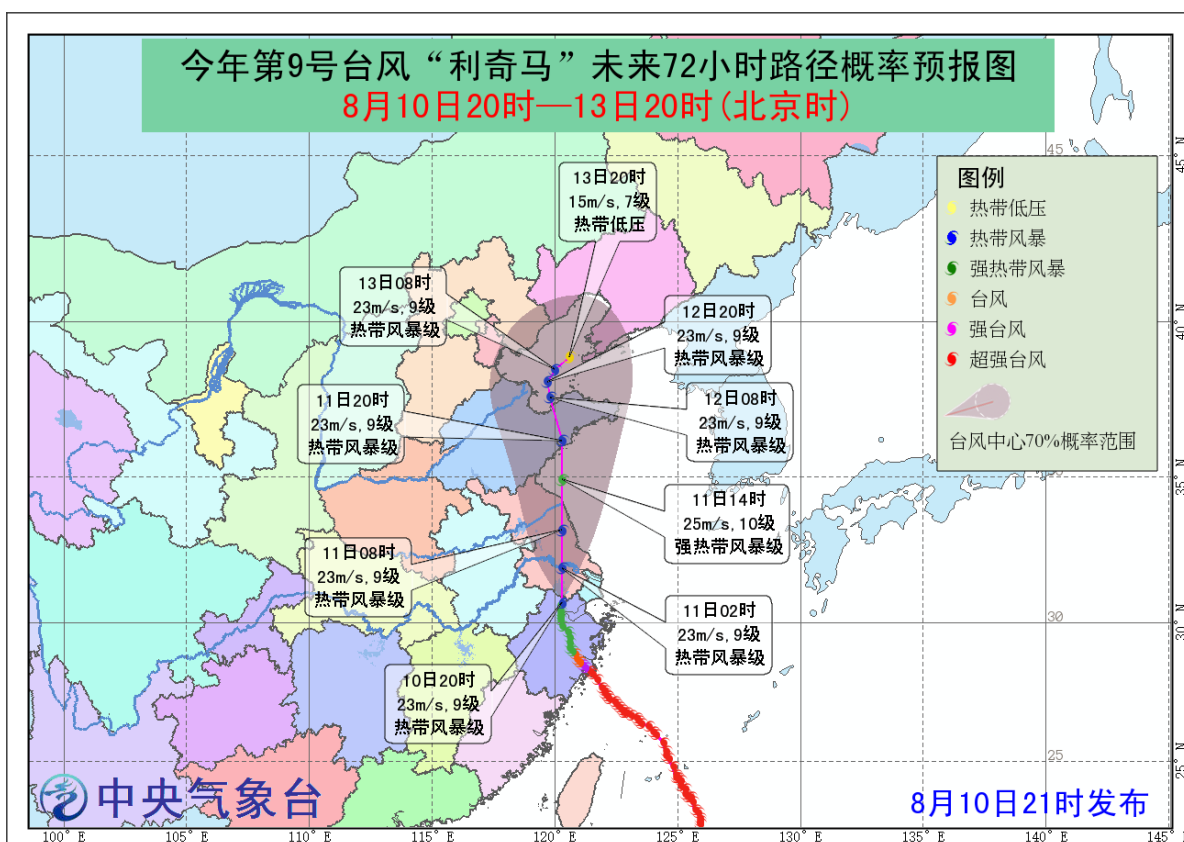 今年第9号台风“利奇马”未来72小时路径概率预报图
8月10日20时—13日20时(北京时)
13日20时
15m/s,7级
热带低压
13日08时
23m/s,9级
热带风暴级
12日20时
23m/s,9级
热带风暴级
11日20时
23m/s,9级
热带风暴级
12日08时
23m/s,9级
热带风暴级
11日14时
25m/s,10级
强热带风暴级
11日08时
23m/s,9级
热带风暴级
11日02时
23m/s,9级
热带风暴级
10日20时
23m/s,9级
热带风暴级
图例
热带低压
热带风暴
强热带风暴
台风
强台风
超强台风
台风中心70%概率范围
45
40
35
30
25
45° N
40° N
35° N
30° N
25° N
中央气象台
8月10日21时发布
100° E
105° E
110° E
115° E
120° E
125° E
130° E
135° E
140° E
145° E